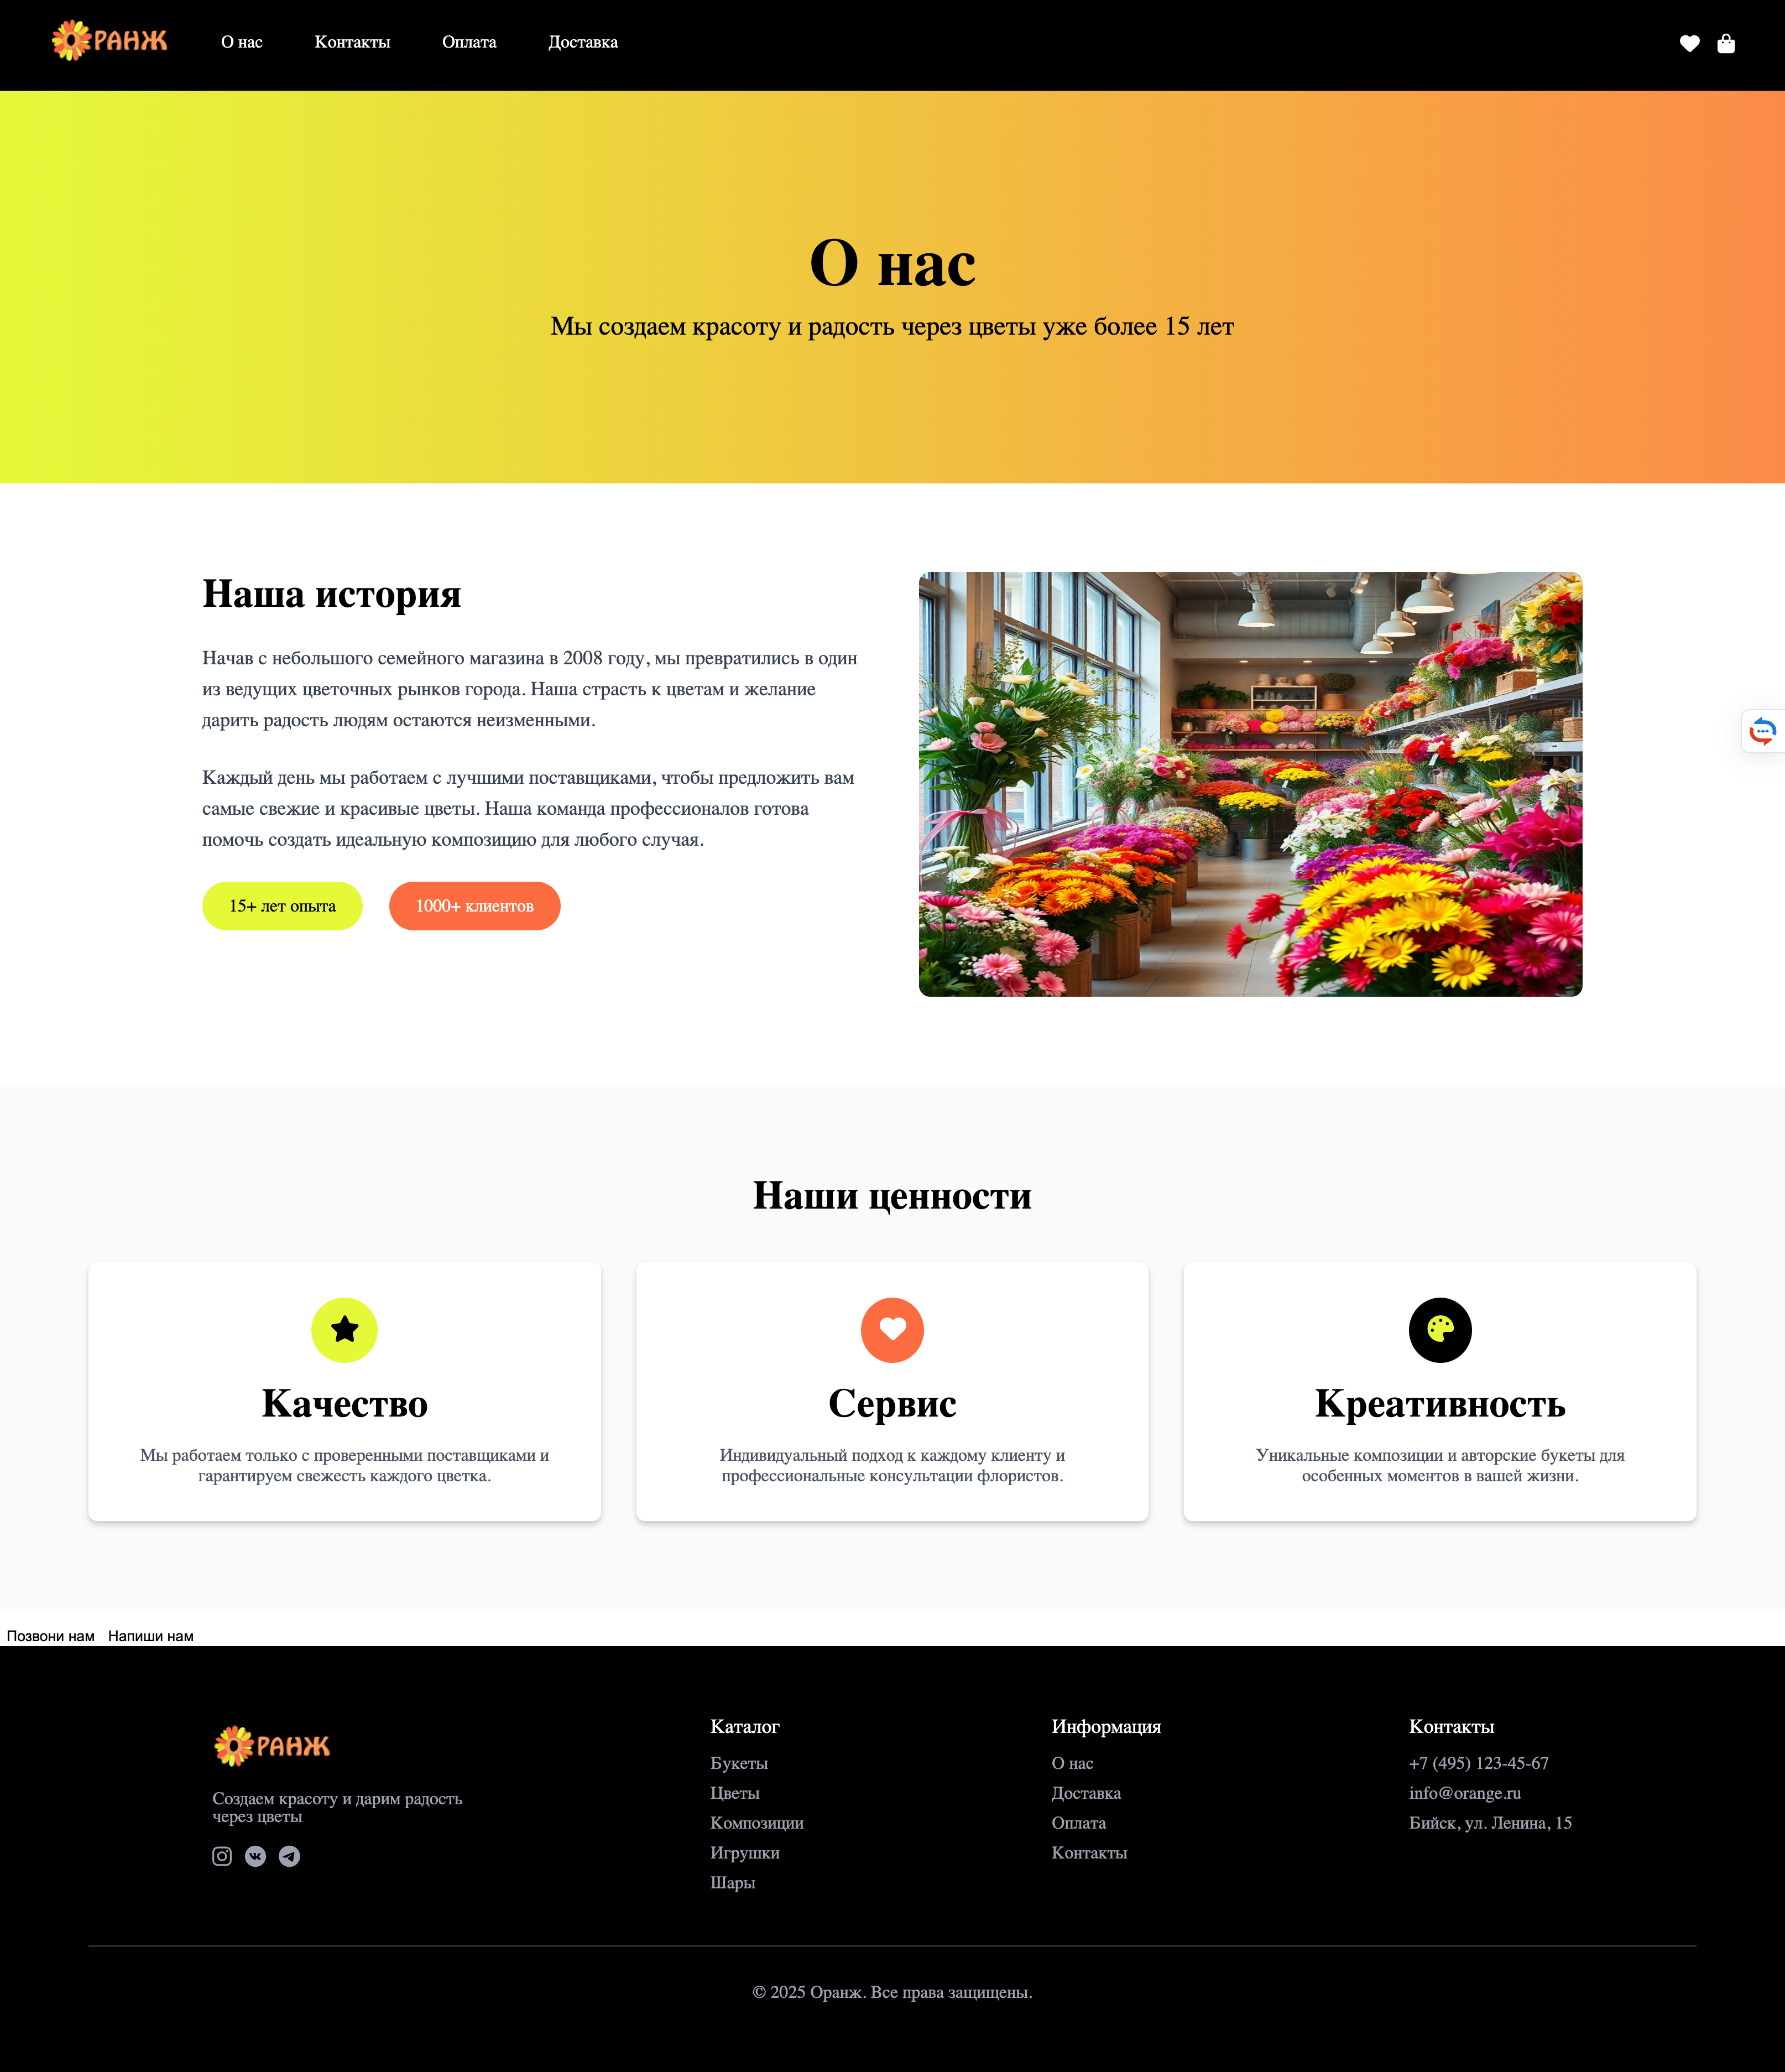 РАНЖ
О нас
Контакты
Оплата
Доставка
О нас
Мы создаем красоту и радость через цветы уже более 15 лет
Наша история
Начав с небольшого семейного магазина в 2008 году, мы превратились в один
из ведущих цветочных рынков города. Наша страсть к цветам и желание
дарить радость людям остаются неизменными.
Каждый день мы работаем с лучшими поставщиками, чтобы предложить вам
самые свежие и красивые цветы. Наша команда профессионалов готова
помочь создать идеальную композицию для любого случая.
15+ лет опыта
1000+ клиентов
Наши ценности
Качество
Мы работаем только с проверенными поставщиками и
гарантируем свежесть каждого цветка.
Сервис
Индивидуальный подход к каждому клиенту и
профессиональные консультации флористов.
Креативность
Уникальные композиции и авторские букеты для
особенных моментов в вашей жизни.
Позвони нам
Напиши нам
РАНЖ
Создаем красоту и дарим радость
через цветы
Каталог
Букеты
Цветы
Композиции
Игрушки
Шары
Информация
О нас
Доставка
Оплата
Контакты
Контакты
+7 (495) 123-45-67
info@orange.ru
Бийск, ул. Ленина, 15
© 2025 Оранж. Все права защищены.